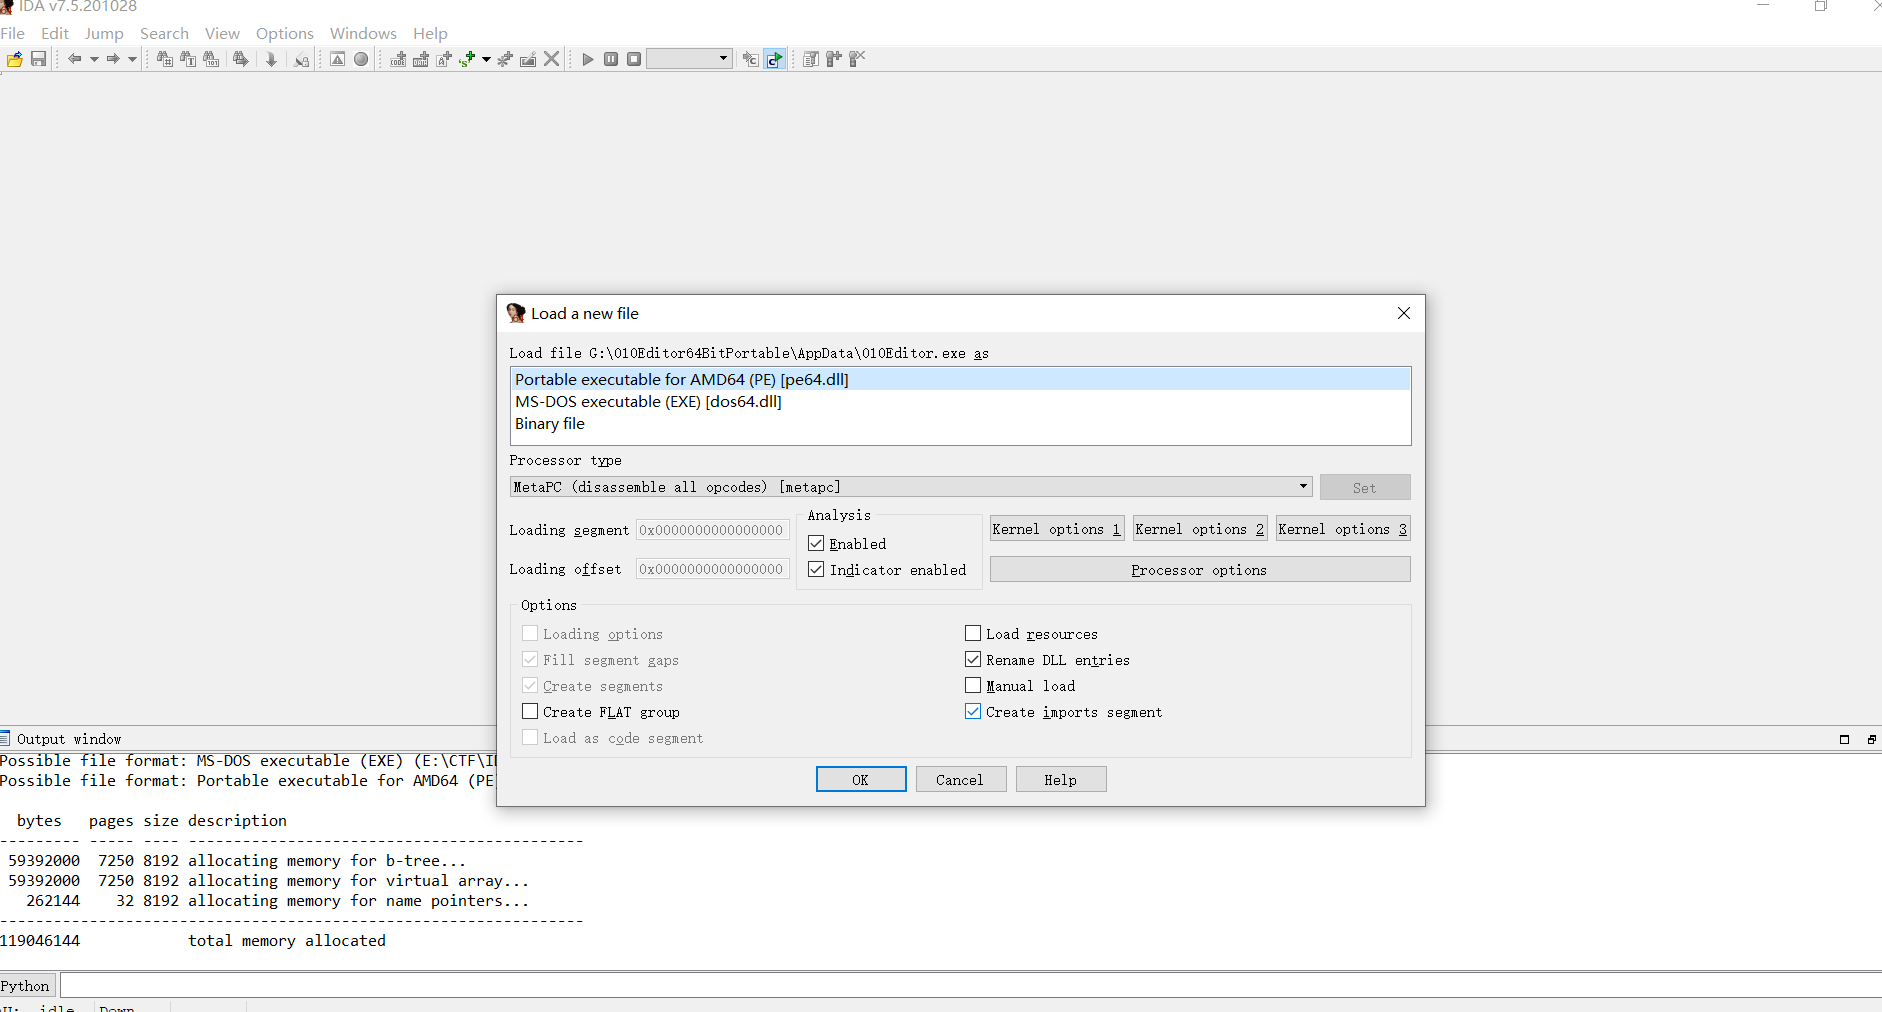 IDA v7.5.201028
File Edit Jump Search View Options Windows Help
Load a new file
Load file G:\010Editor64BitPortable\AppData\010Editor.exe as
Portable executable for AMD64 (PE) [pe64.dll]
MS-DOS executable (EXE) [dos64.dll]
Binary file
Processor type
MetaPC (disassemble all opcodes) [metapc]
Set
Loading segment 0x0000000000000000
Loading offset 0x0000000000000000
Analysis
Enabled
Indicator enabled
Kernel options 1 Kernel options 2 Kernel options 3
Processor options
Options
Loading options
Fill segment gaps
Create segments
Create FLAT group
Load as code segment
Load resources
Rename DLL entries
Manual load
Create imports segment
OK Cancel Help
Output window
Possible file format: MS-DOS executable (EXE) (E:\CTF\I
Possible file format: Portable executable for AMD64 (PE
bytes pages size description
--------- ----- ---- --------------------------------------------
59392000 7250 8192 allocating memory for b-tree...
59392000 7250 8192 allocating memory for virtual array...
262144 32 8192 allocating memory for name pointers...
-----------------------------------------------------------------
119046144 total memory allocated
Python
idle Down